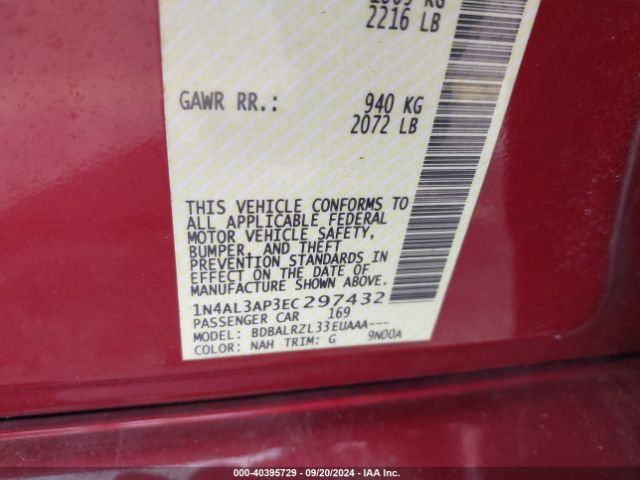 2216 LB
GAWR RR.: 940 KG
2072 LB
THIS VEHICLE CONFORMS TO
ALL APPLICABLE FEDERAL
MOTOR VEHICLE SAFETY,
BUMPER, AND THEFT
PREVENTION STANDARDS IN
EFFECT ON THE DATE OF
MANUFACTURE SHOWN ABOVE.
1N4AL3AP3EC297432
PASSENGER CAR 169
MODEL: BDBALRZL33EUAAA---
COLOR: NAH TRIM: G 9N00A
000-40395729 - 09/20/2024 - IAA Inc.